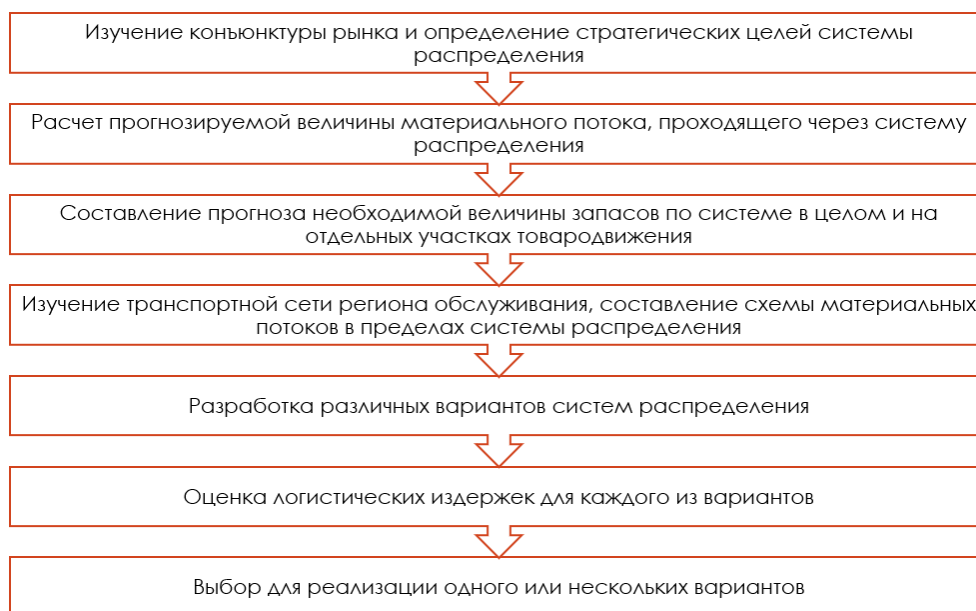 Изучение конъюнктуры рынка и определение стратегических целей системы
распределения
Расчет прогнозируемой величины материального потока, проходящего через систему
распределения
Составление прогноза необходимой величины запасов по системе в целом и на
отдельных участках товародвижения
Изучение транспортной сети региона обслуживания, составление схемы материальных
потоков в пределах системы распределения
Разработка различных вариантов систем распределения
Оценка логистических издержек для каждого из вариантов
Выбор для реализации одного или нескольких вариантов